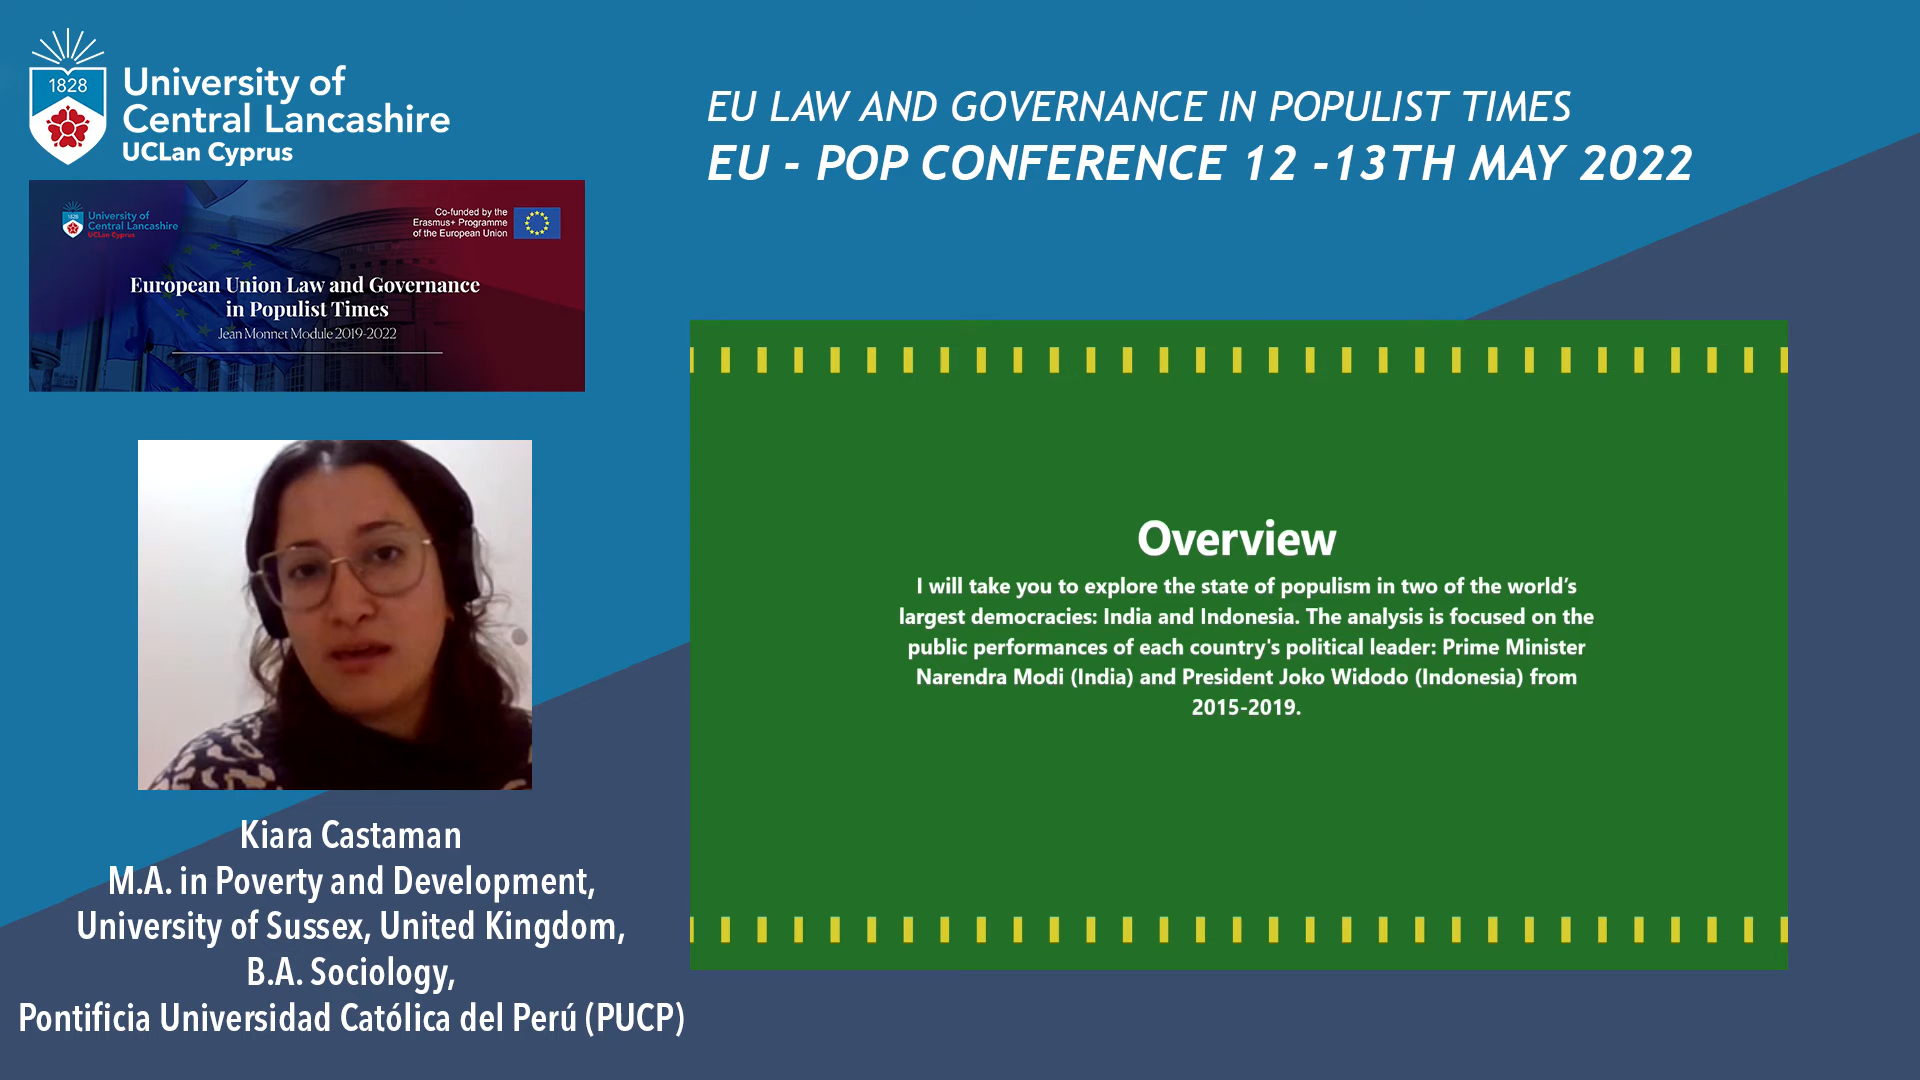 1828
University of
Central Lancashire
UCLan Cyprus
EU LAW AND GOVERNANCE IN POPULIST TIMES
EU - POP CONFERENCE 12 -13TH MAY 2022
1828
University of
Central Lancashire
UCLan Cyprus
Co-funded by the
Erasmus+ Programme
of the European Union
European Union Law and Governance
in Populist Times
Jean Monnet Module 2019-2022
Overview
I will take you to explore the state of populism in two of the world’s
largest democracies: India and Indonesia. The analysis is focused on the
public performances of each country's political leader: Prime Minister
Narendra Modi (India) and President Joko Widodo (Indonesia) from
2015-2019.
Kiara Castaman
M.A. in Poverty and Development,
University of Sussex, United Kingdom,
B.A. Sociology,
Pontificia Universidad Católica del Perú (PUCP)